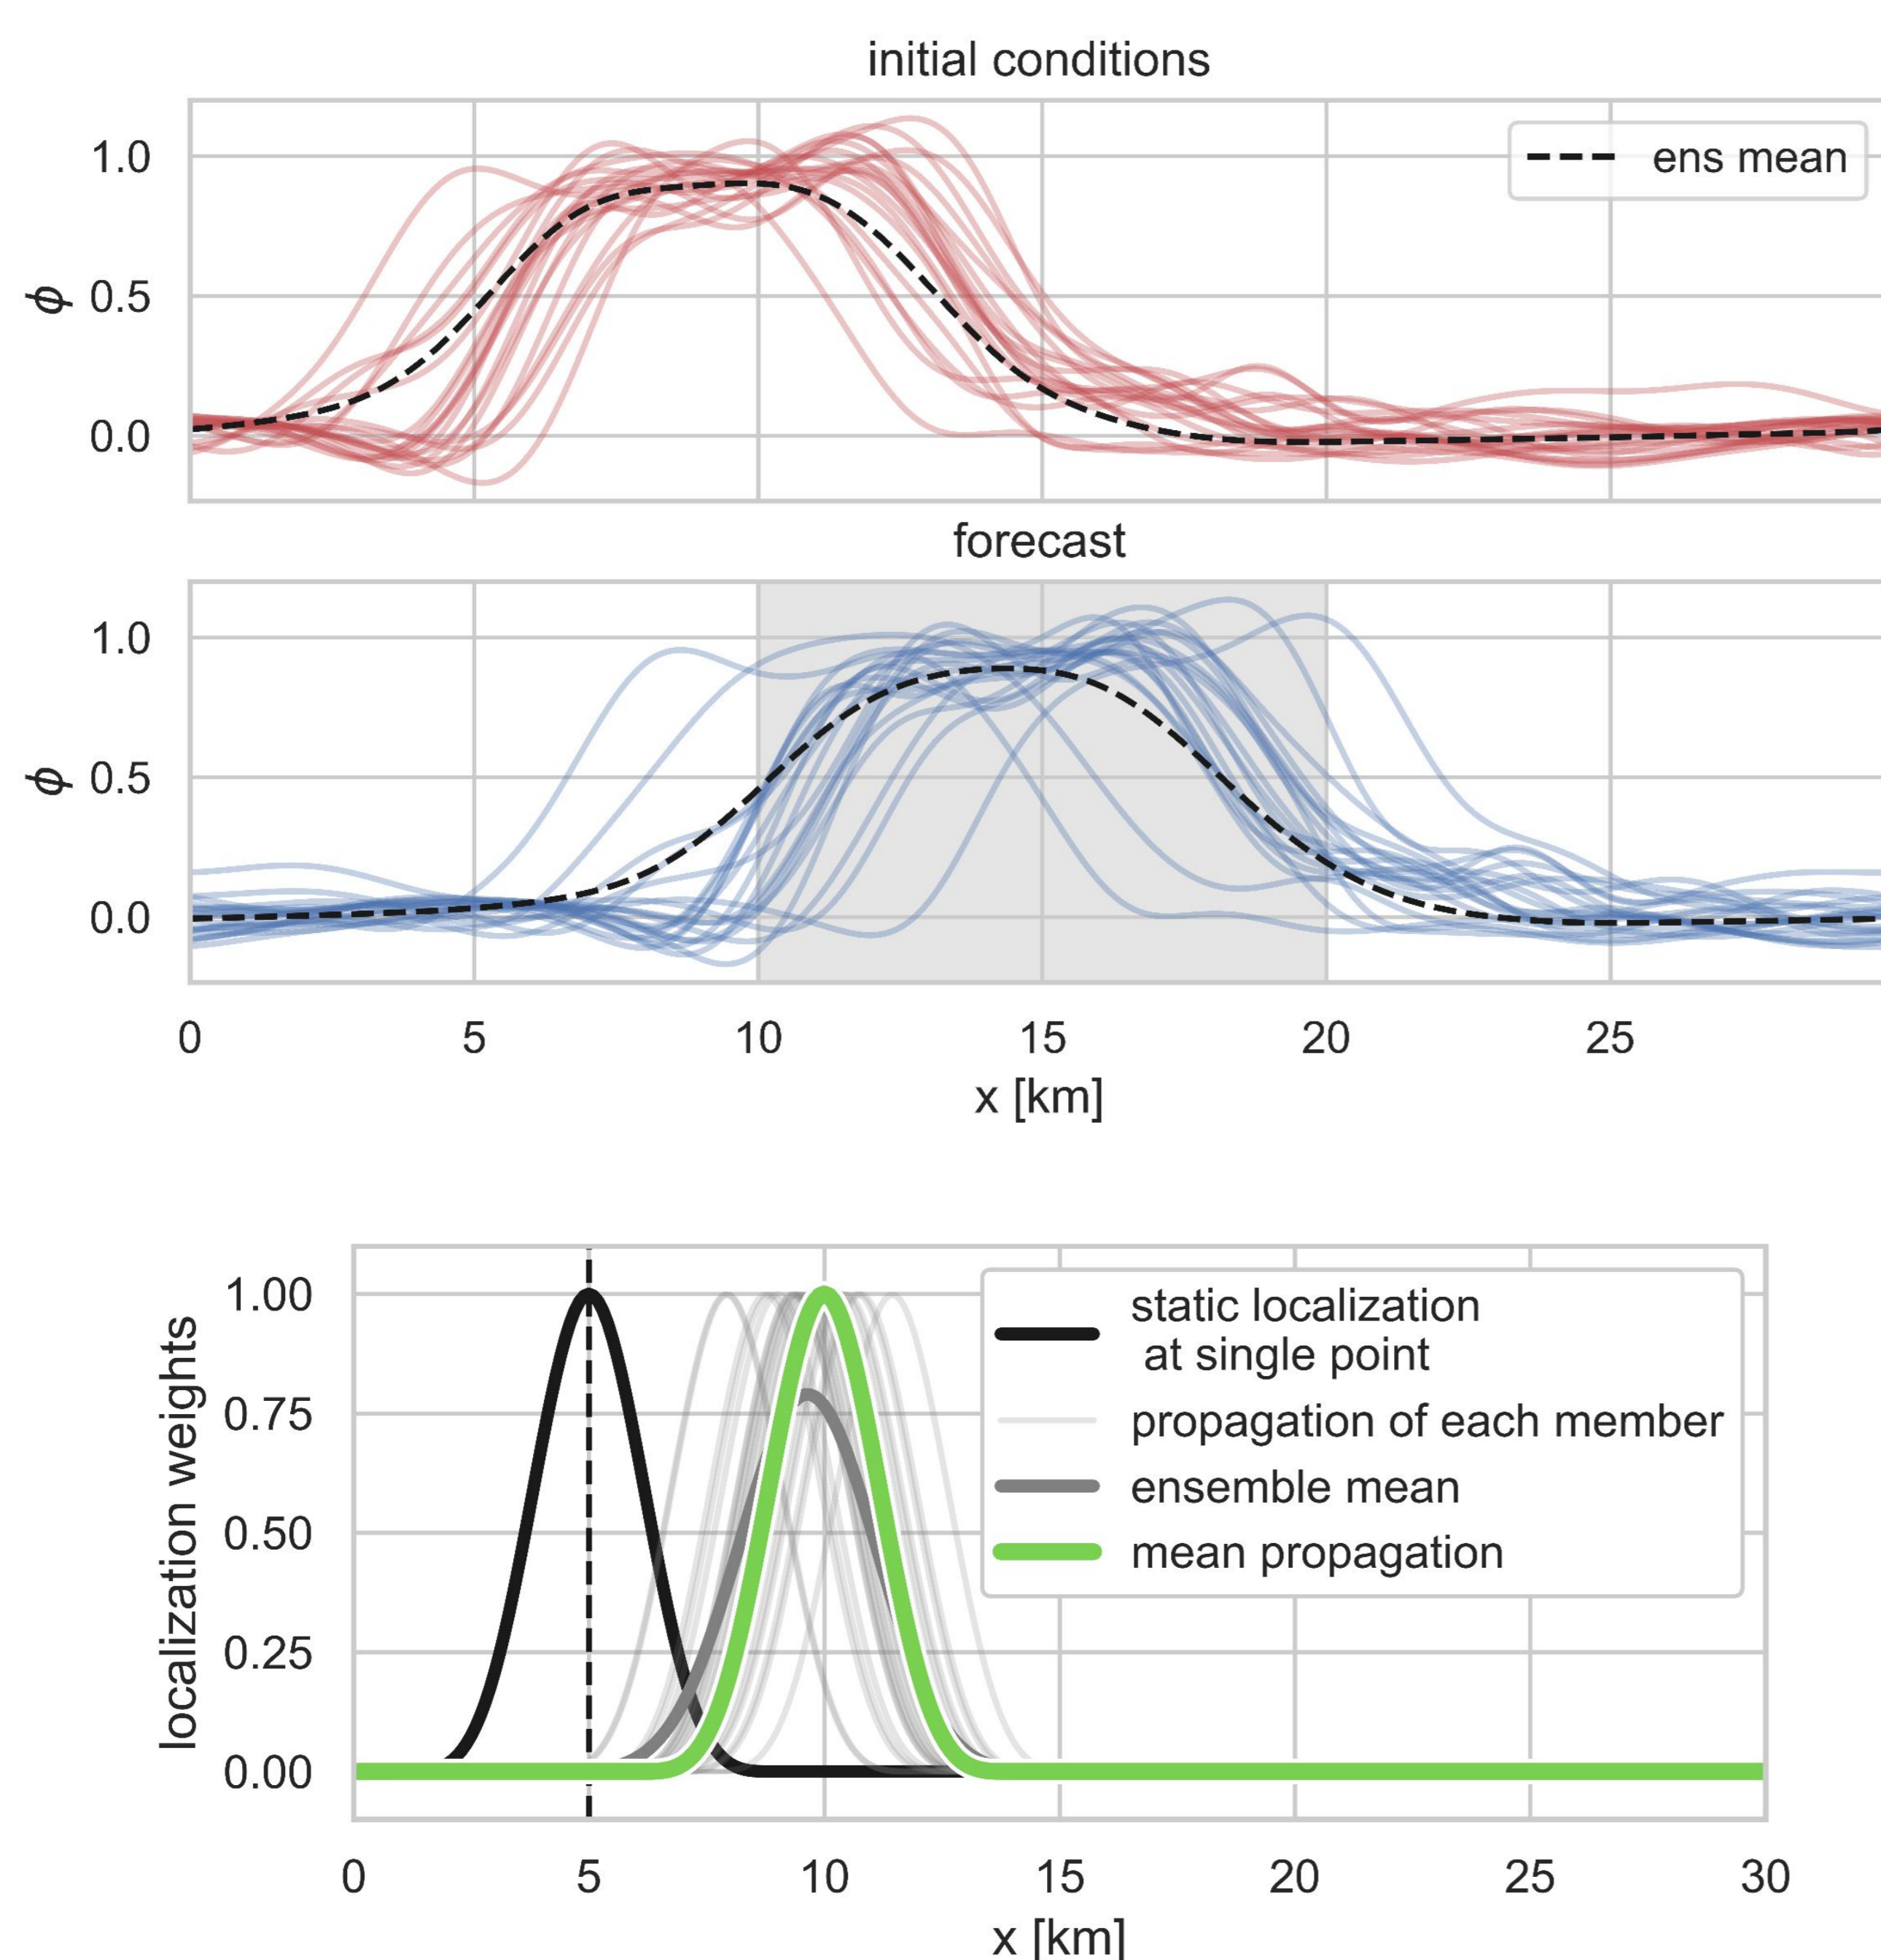 initial conditions
1.0
0.5
0.0
ϕ
ens mean
forecast
1.0
0.5
0.0
ϕ
0 5 10 15 20 25
x [km]
1.00
0.75
0.50
0.25
0.00
localization weights
static localization
at single point
propagation of each member
ensemble mean
mean propagation
0 5 10 15 20 25 30
x [km]